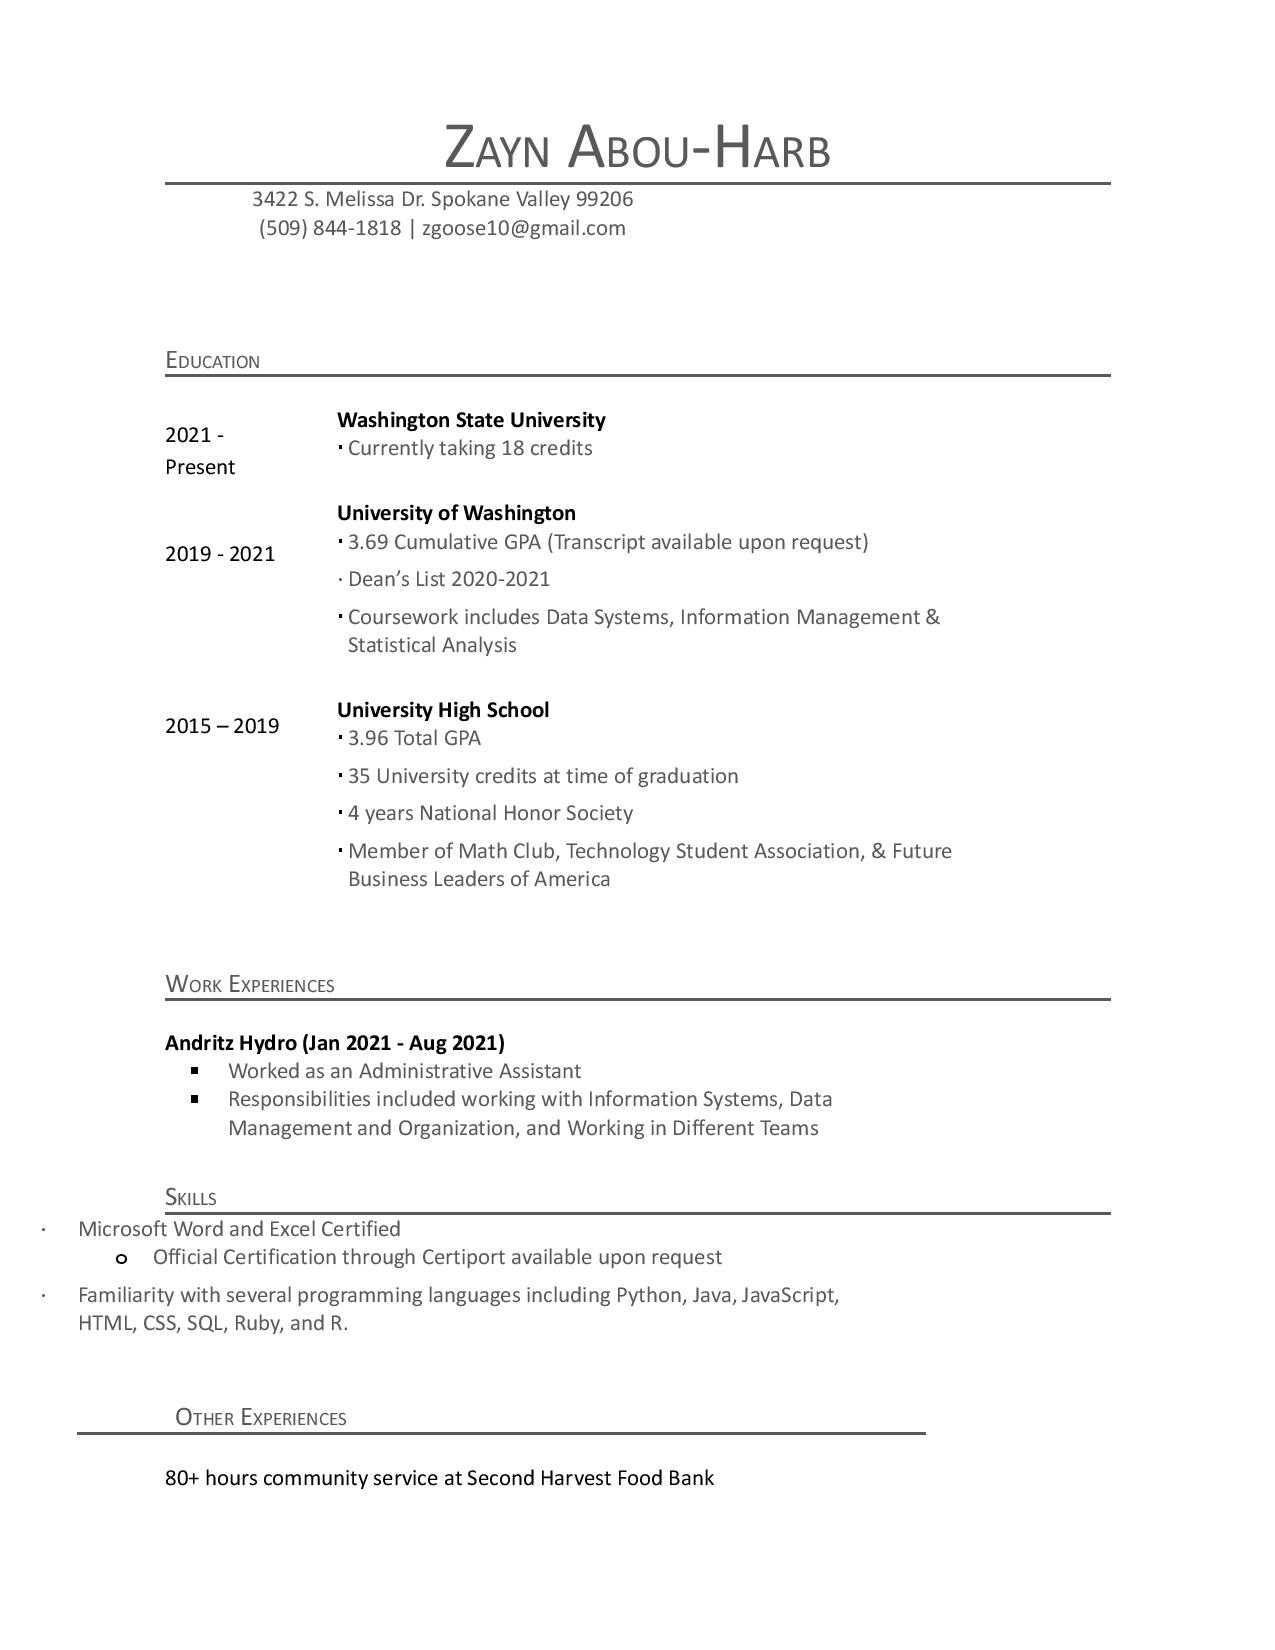 Zayn Abou-Harb
3422 S. Melissa Dr. Spokane Valley 99206
(509) 844-1818 | zgoose10@gmail.com
Education
2021 -
Present
Washington State University
· Currently taking 18 credits
2019 - 2021
University of Washington
· 3.69 Cumulative GPA (Transcript available upon request)
· Dean’s List 2020-2021
· Coursework includes Data Systems, Information Management &
Statistical Analysis
2015 – 2019
University High School
· 3.96 Total GPA
· 35 University credits at time of graduation
· 4 years National Honor Society
· Member of Math Club, Technology Student Association, & Future
Business Leaders of America
Work Experiences
Andritz Hydro (Jan 2021 - Aug 2021)
▪ Worked as an Administrative Assistant
▪ Responsibilities included working with Information Systems, Data
Management and Organization, and Working in Different Teams
Skills
· Microsoft Word and Excel Certified
o Official Certification through Certiport available upon request
· Familiarity with several programming languages including Python, Java, JavaScript,
HTML, CSS, SQL, Ruby, and R.
Other Experiences
80+ hours community service at Second Harvest Food Bank